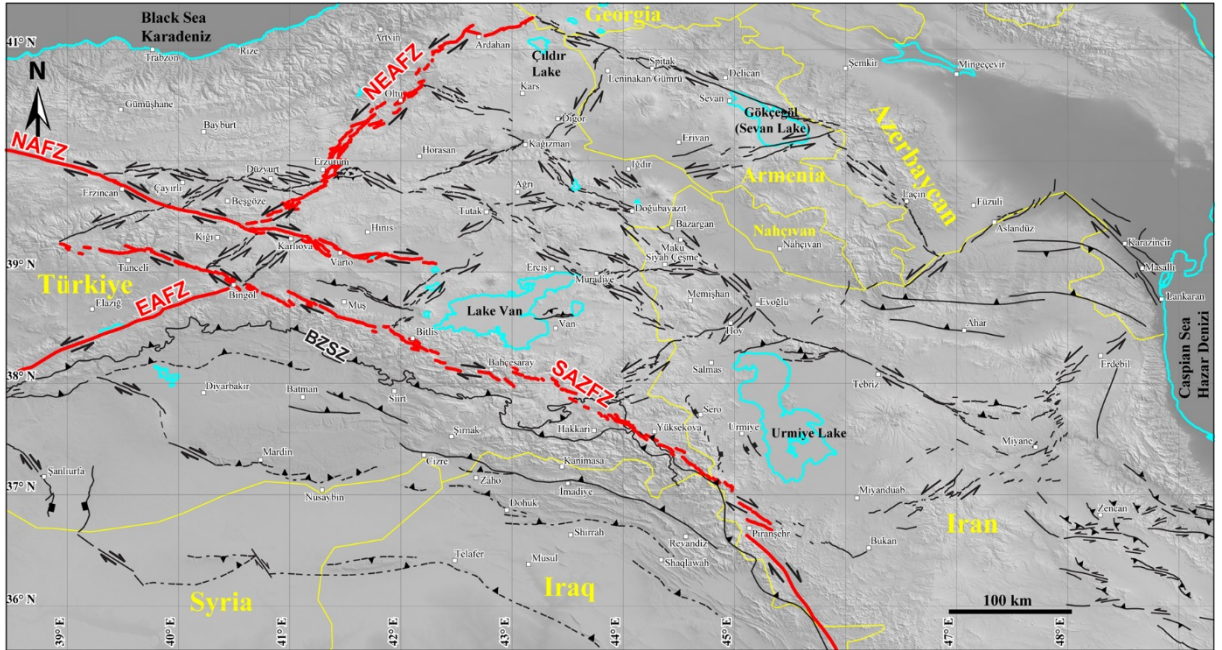 Black Sea
Karadeniz
Georgia
41° N
Trabzon
Rize
Artvin
Ardahan
Çıldır
Lake
Leninakan/Gümrü
Spitak
Delican
Şemkir
Mingeçevir
N
NEAFZ
Oltu
Kars
Sevan
Gökçegöl
(Sevan Lake)
Azerbaycan
Gümüşhane
Bayburt
Digor
Erivan
40° N
NAFZ
Erzurum
Horasan
Kağızman
Iğdır
Armenia
Erzincan
Çayırlı
Düzyurt
Beşgöze
Ağrı
Tutak
Doğubayazıt
Bazargan
Nahçıvan
Nahçıvan
Laçin
Füzuli
Aslandüz
Kiğı
Karlıova
Hınıs
Varto
Maku
Siyah Çeşme
Karazincir
Masallı
39° N
Türkiye
Tunceli
Bingöl
Muş
Erciş
Muradiye
Memişhan
Evoğlu
Lankaran
Elazığ
EAFZ
Lake Van
Van
Hoy
Ahar
Caspian Sea
Hazar Denizi
BZSZ
Bitlis
Bahçesaray
SAZFZ
Salmas
Tebriz
Erdebil
38° N
Diyarbakır
Batman
Siirt
Hakkari
Yüksekova
Sero
Urmiye
Urmiye Lake
Miyane
Şırnak
Mardin
Cizre
Kanimasa
Imadiye
Şanlıurfa
37° N
Nusaybin
Zaho
Dohuk
Miyanduab
Iran
Zencan
Shirrah
Revandiz
Piranşehr
Bukan
Telafer
Musul
Shaqlawah
Syria
Iraq
36° N
100 km
39° E
40° E
41° E
42° E
43° E
44° E
45° E
47° E
48° E